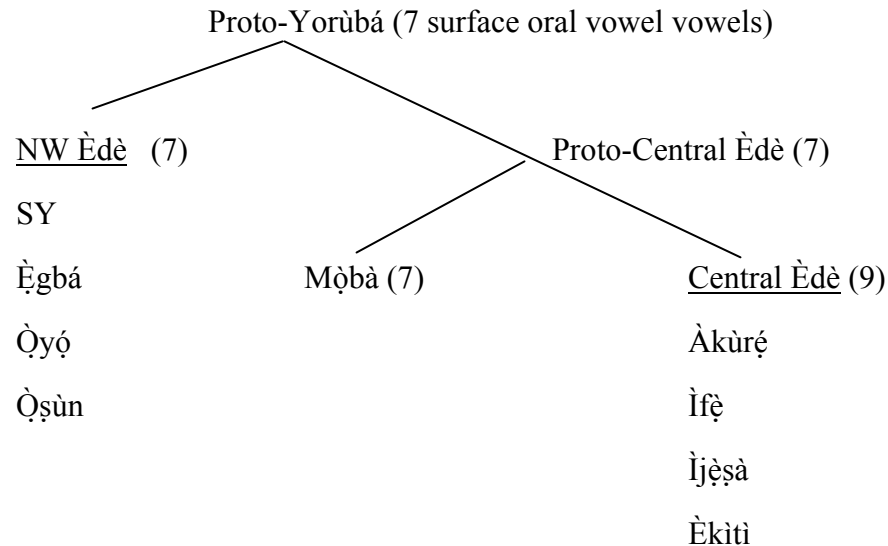 Proto-Yorùbá (7 surface oral vowel vowels)
NW Èdè (7) Proto-Central Èdè (7)
SY
Ẹ̀gbá Mọ̀bà (7) Central Èdè (9)
Ọ̀yọ́ Àkùrẹ́
Ọ̀ṣùn Ìfẹ̀
Ìjẹ̀ṣà
Èkìtì